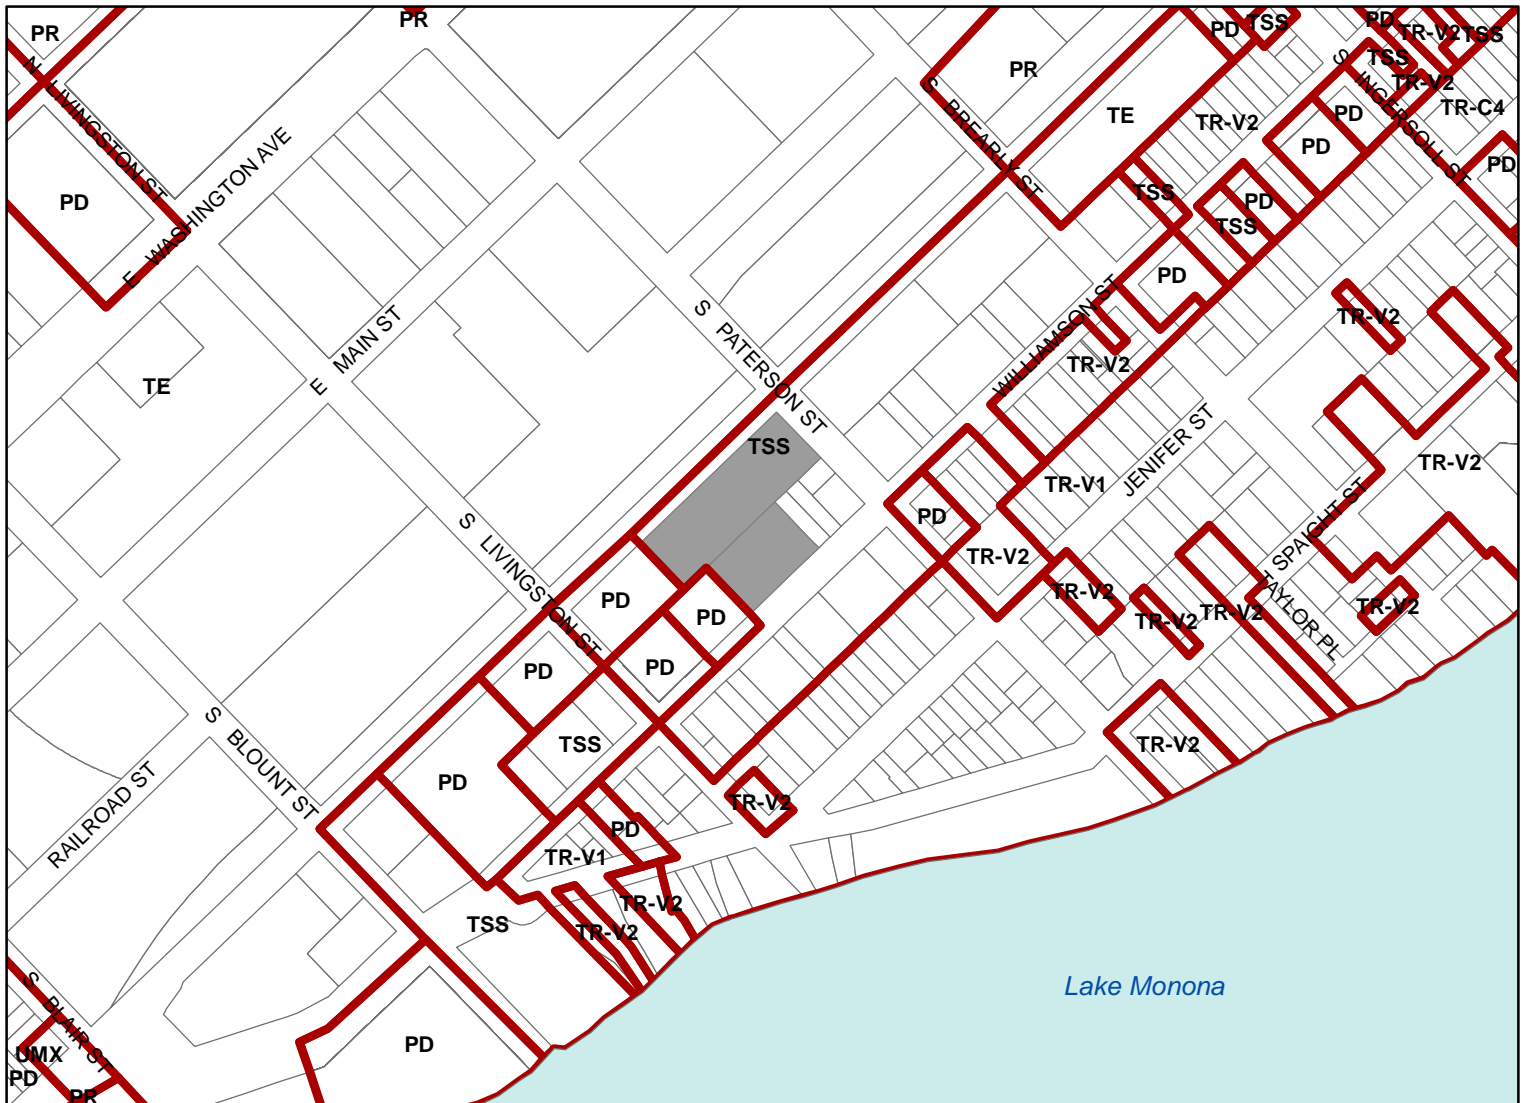 PR
PR
PD
TSS
PD
TR-V2
TSS
N LIVINGSTON ST
PR
S BREARLY ST
TE
TR-V2
S INGERSOLL ST
TSS
TR-V2
TR-C4
PD
PD
PD
PD
E WASHINGTON AVE
TSS
PD
TSS
PD
TE
E MAIN ST
S PATERSON ST
WILLIAMSON ST
TR-V2
TR-V2
TSS
JENIFER ST
TR-V1
TR-V2
SPAIGHT ST
S LIVINGSTON ST
PD
TR-V2
PD
PD
TR-V2
TR-V2
TR-V2
TAYLOR PL
TR-V2
PD
PD
TSS
TR-V2
S BLOUNT ST
PD
RAILROAD ST
TR-V2
PD
TR-V1
TSS
TR-V2
TR-V2
Lake Monona
S BLAIR ST
PD
UMX
PD
PR